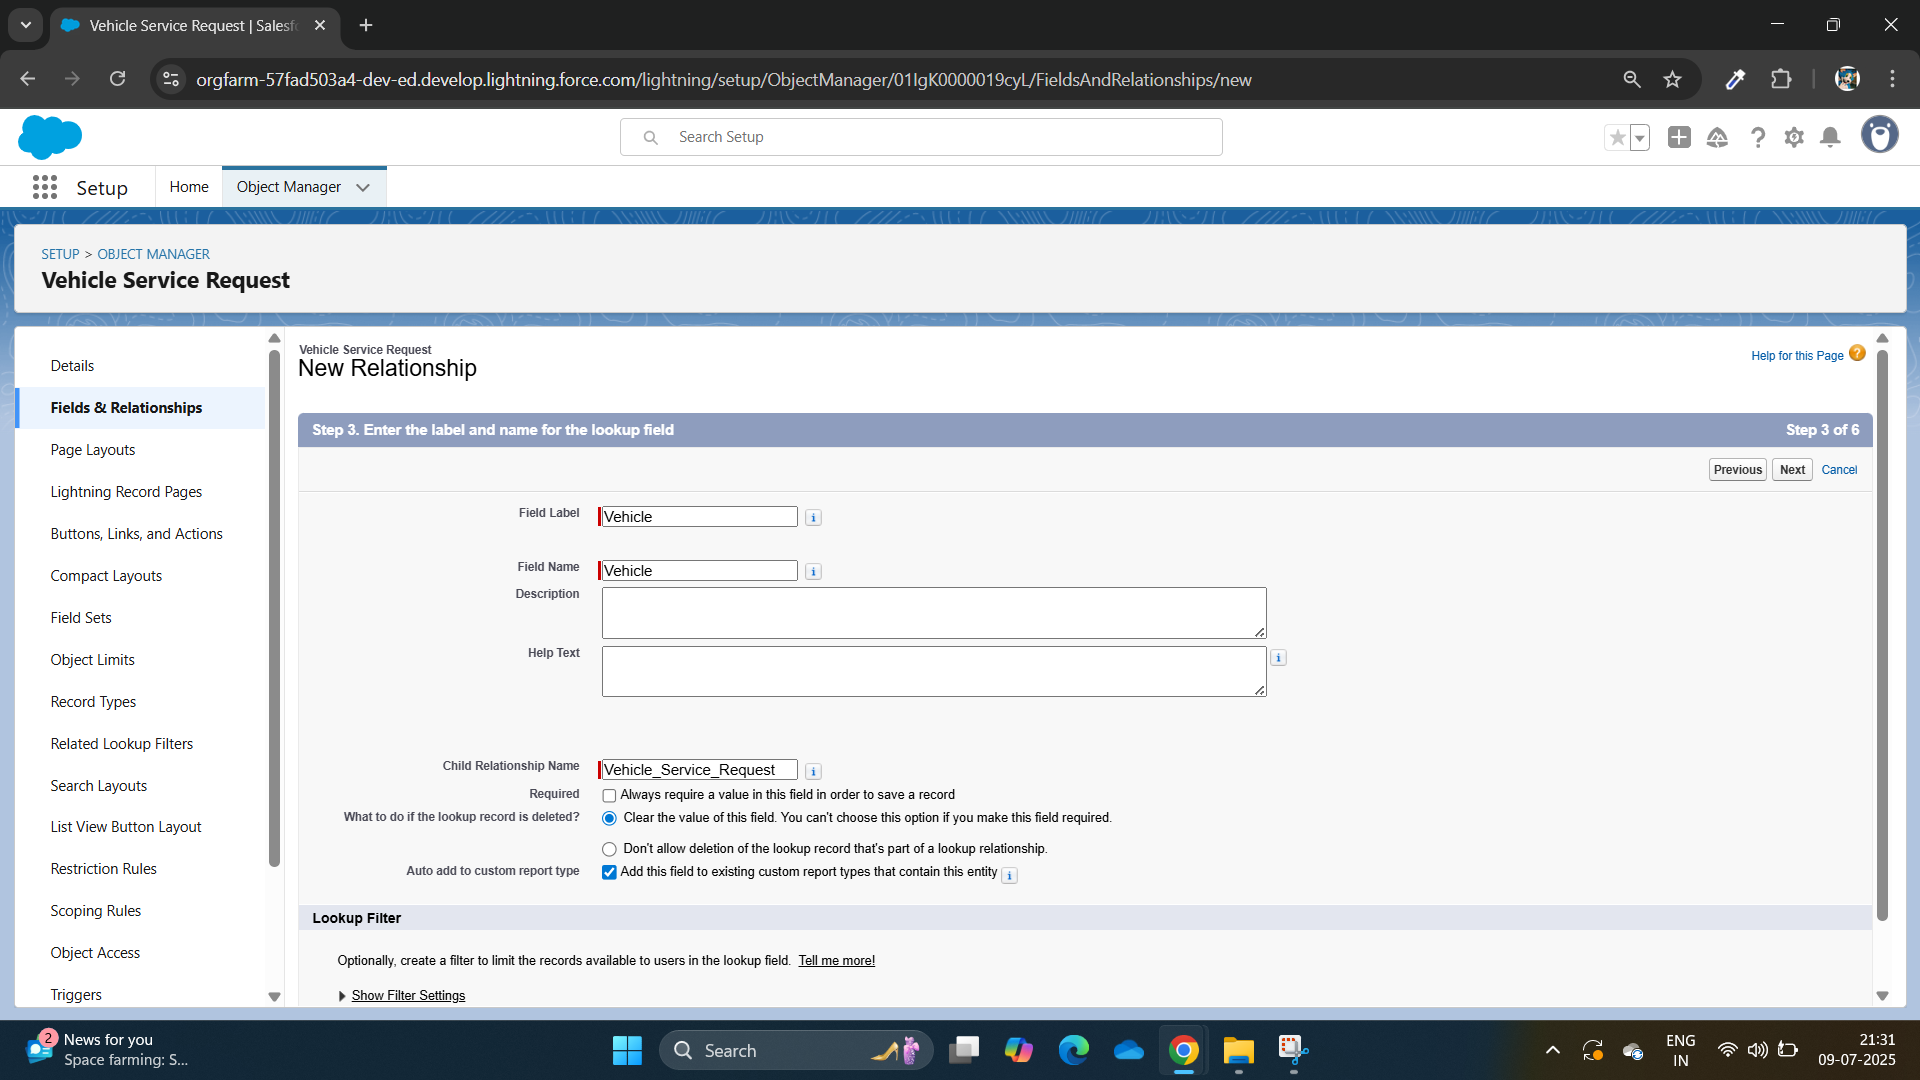 Vehicle Service Request | Salesfo
orgfarm-57fad503a4-dev-ed.develop.lightning.force.com/lightning/setup/ObjectManager/01IgK0000019cyL/FieldsAndRelationships/new
Search Setup
Setup
Home
Object Manager
SETUP > OBJECT MANAGER
Vehicle Service Request
Details
Fields & Relationships
Page Layouts
Lightning Record Pages
Buttons, Links, and Actions
Compact Layouts
Field Sets
Object Limits
Record Types
Related Lookup Filters
Search Layouts
List View Button Layout
Restriction Rules
Scoping Rules
Object Access
Triggers
Vehicle Service Request
New Relationship
Help for this Page
Step 3. Enter the label and name for the lookup field
Step 3 of 6
Previous
Next
Cancel
Field Label
Vehicle
Field Name
Vehicle
Description
Help Text
Child Relationship Name
Vehicle_Service_Request
Required
Always require a value in this field in order to save a record
What to do if the lookup record is deleted?
Clear the value of this field. You can't choose this option if you make this field required.
Don't allow deletion of the lookup record that's part of a lookup relationship.
Auto add to custom report type
Add this field to existing custom report types that contain this entity
Lookup Filter
Optionally, create a filter to limit the records available to users in the lookup field. Tell me more!
Show Filter Settings
2
News for you
Space farming: S...
Search
ENG
IN
21:31
09-07-2025